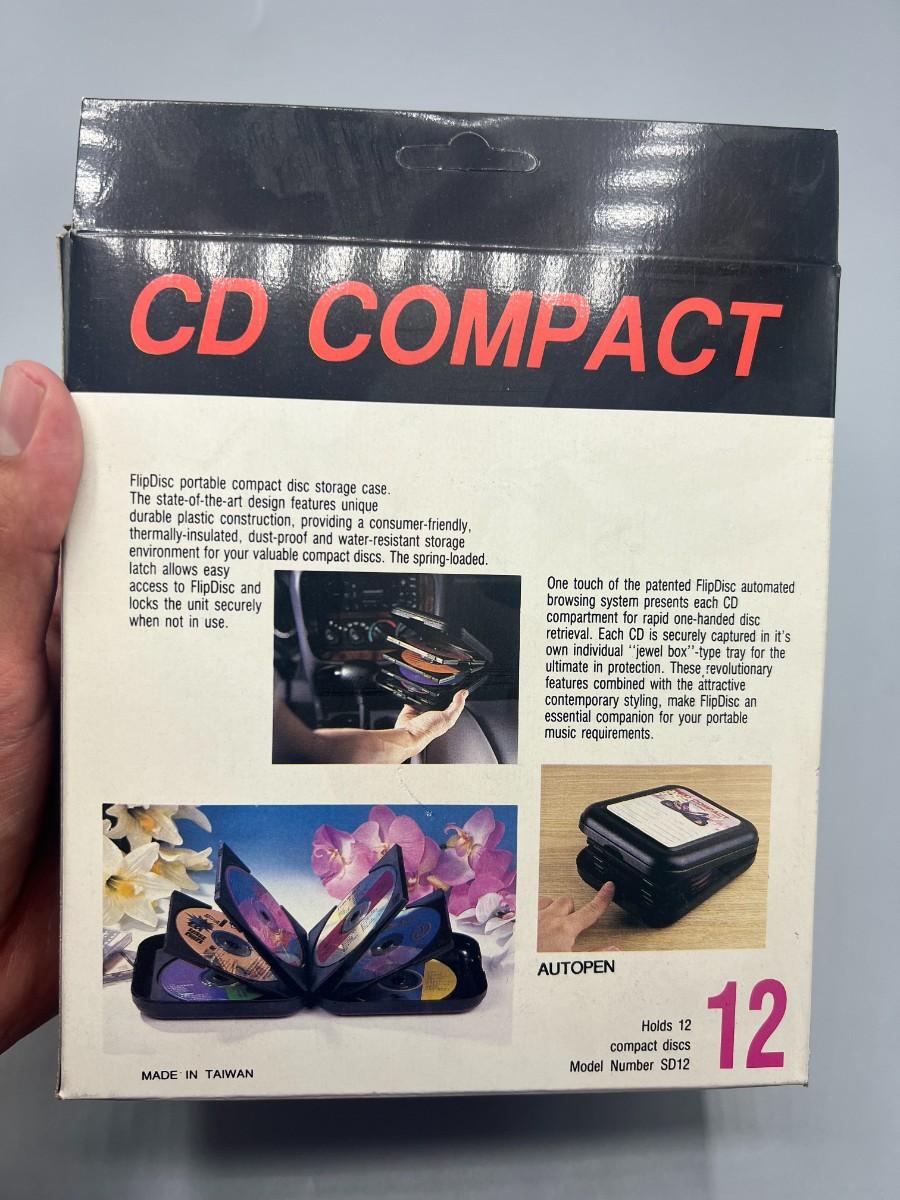 CD COMPACT
FlipDisc portable compact disc storage case.
The state-of-the-art design features unique
durable plastic construction, providing a consumer-friendly,
thermally-insulated, dust-proof and water-resistant storage
environment for your valuable compact discs. The spring-loaded.
latch allows easy
access to FlipDisc and
locks the unit securely
when not in use.
One touch of the patented FlipDisc automated
browsing system presents each CD
compartment for rapid one-handed disc
retrieval. Each CD is securely captured in it's
own individual "jewel box"-type tray for the
ultimate in protection. These revolutionary
features combined with the attractive
contemporary styling, make FlipDisc an
essential companion for your portable
music requirements.
AUTOPEN
Holds 12
compact discs
Model Number SD12
12
MADE IN TAIWAN